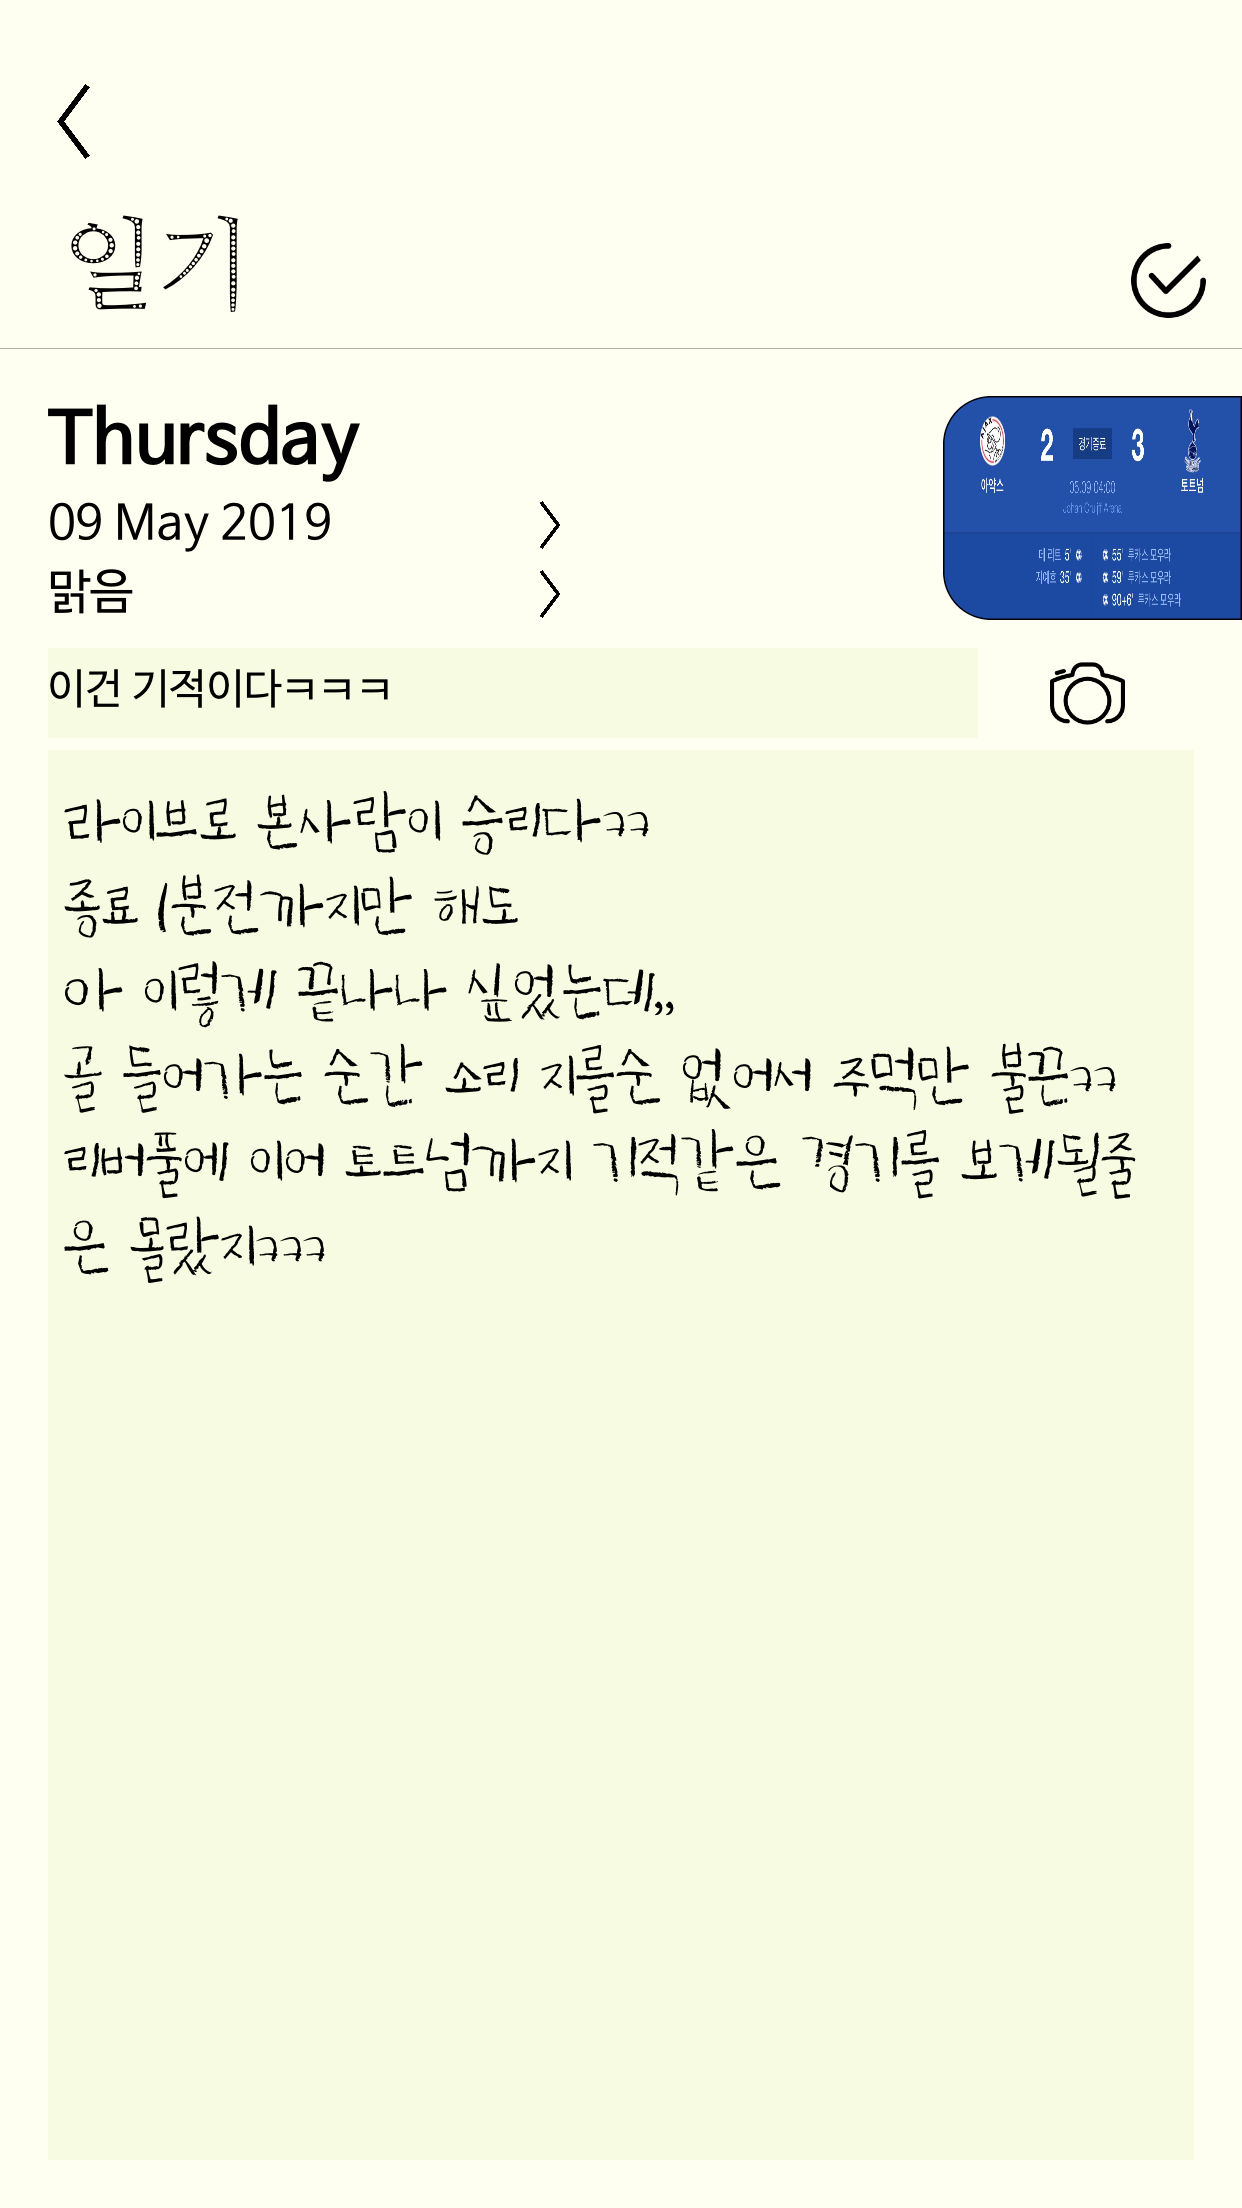 일기
Thursday
09 May 2019
맑음
AJAX
2 경기종료 3
아약스 토트넘
05.09 04:00
Johan Cruijff Arena
데 리트 5' 55' 루카스 모우라
지예흐 35' 59' 루카스 모우라
90+6' 루카스 모우라
이건 기적이다ㅋㅋㅋ
라이브로 본사람이 승리다ㅋㅋ
종료 1분전까지만 해도
아 이렇게 끝나나 싶었는데,,
골 들어가는 순간 소리 지를순 없어서 주먹만 불끈ㅋㅋ
리버풀에 이어 토트넘까지 기적같은 경기를 보게될줄
은 몰랐지ㅋㅋㅋ